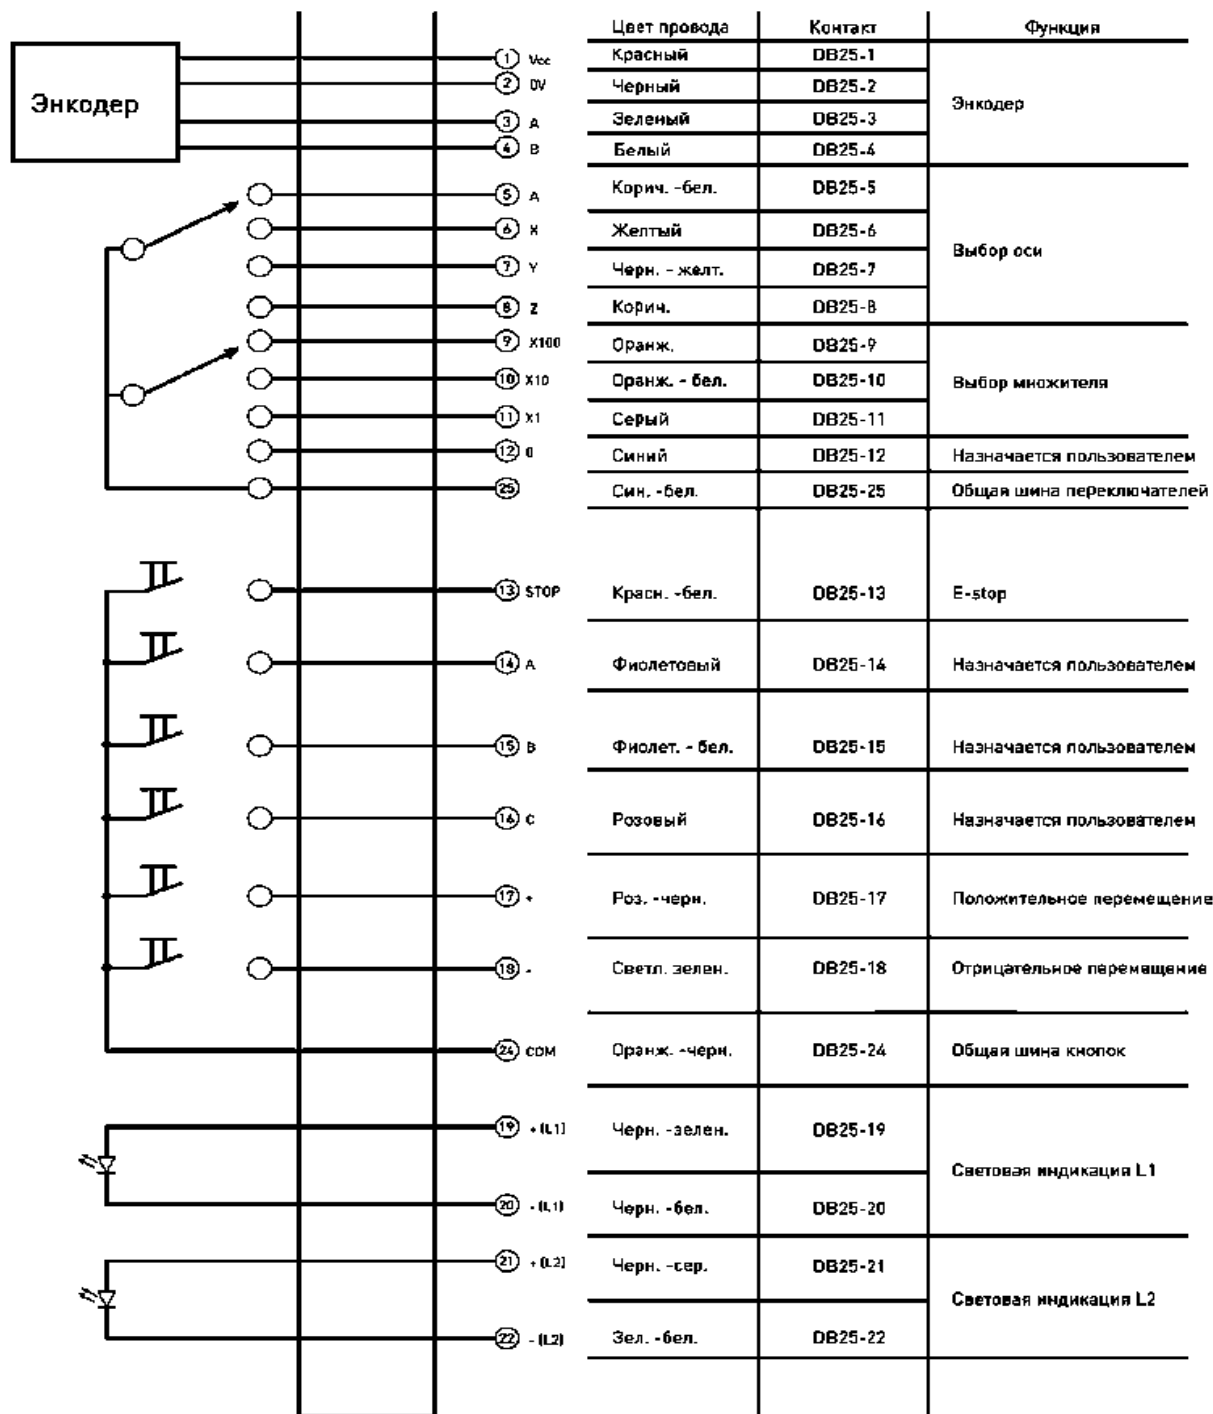 Цвет провода Контакт Функция
1 Vcc Красный DB25-1
2 0V Черный DB25-2
Энкодер Энкодер
3 A Зеленый DB25-3
4 B Белый DB25-4
5 A Корич. -бел. DB25-5
6 X Желтый DB25-6
Выбор оси
7 Y Черн. - желт. DB25-7
8 Z Корич. DB25-8
9 X100 Оранж. DB25-9
10 X10 Оранж. - бел. DB25-10 Выбор множителя
11 X1 Серый DB25-11
12 0 Синий DB25-12 Назначается пользователем
25 Син. -бел. DB25-25 Общая шина переключателей
13 STOP Красн. -бел. DB25-13 E-stop
14 A Фиолетовый DB25-14 Назначается пользователем
15 B Фиолет. - бел. DB25-15 Назначается пользователем
16 C Розовый DB25-16 Назначается пользователем
17 + Роз. -черн. DB25-17 Положительное перемещение
18 - Светл. зелен. DB25-18 Отрицательное перемещение
24 COM Оранж. -черн. DB25-24 Общая шина кнопок
19 + (L1) Черн. -зелен. DB25-19
Световая индикация L1
20 - (L1) Черн. -бел. DB25-20
21 + (L2) Черн. -сер. DB25-21
Световая индикация L2
22 - (L2) Зел. -бел. DB25-22